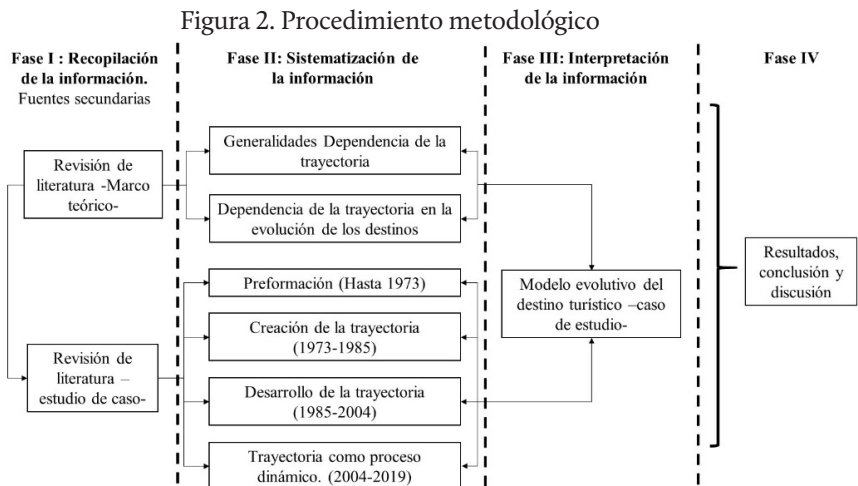 Figura 2. Procedimiento metodológico
Fase I : Recopilación
de la información.
Fuentes secundarias
Revisión de
literatura -Marco
teórico-
Revisión de
literatura –
estudio de caso-
Fase II: Sistematización de
la información
Generalidades Dependencia de la
trayectoria
Dependencia de la trayectoria en la
evolución de los destinos
Preformación (Hasta 1973)
Creación de la trayectoria
(1973-1985)
Desarrollo de la trayectoria
(1985-2004)
Trayectoria como proceso
dinámico. (2004-2019)
Fase III: Interpretación
de la información
Modelo evolutivo del
destino turístico –caso
de estudio-
Fase IV
Resultados,
conclusión y
discusión